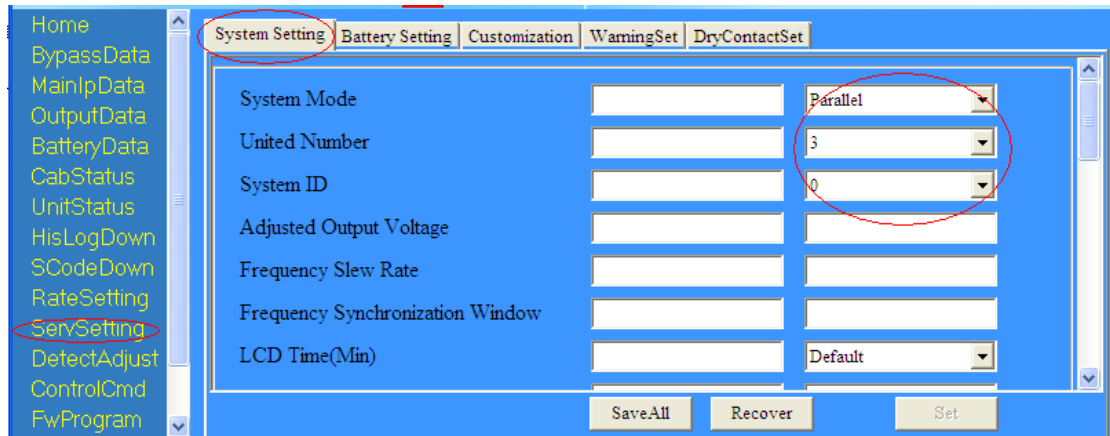 Home
BypassData
MainIpData
OutputData
BatteryData
CabStatus
UnitStatus
HisLogDown
SCodeDown
RateSetting
ServSetting
DetectAdjust
ControlCmd
FwProgram
System Setting Battery Setting Customization WarningSet DryContactSet
System Mode Parallel
United Number 3
System ID 0
Adjusted Output Voltage
Frequency Slew Rate
Frequency Synchronization Window
LCD Time(Min) Default
SaveAll Recover Set